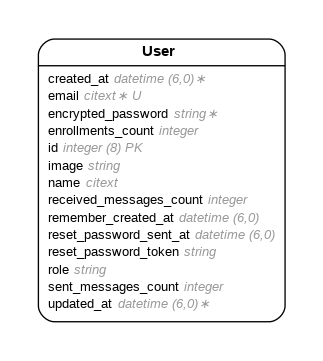 User
created_at datetime (6,0)∗
email citext∗ U
encrypted_password string∗
enrollments_count integer
id integer (8) PK
image string
name citext
received_messages_count integer
remember_created_at datetime (6,0)
reset_password_sent_at datetime (6,0)
reset_password_token string
role string
sent_messages_count integer
updated_at datetime (6,0)∗